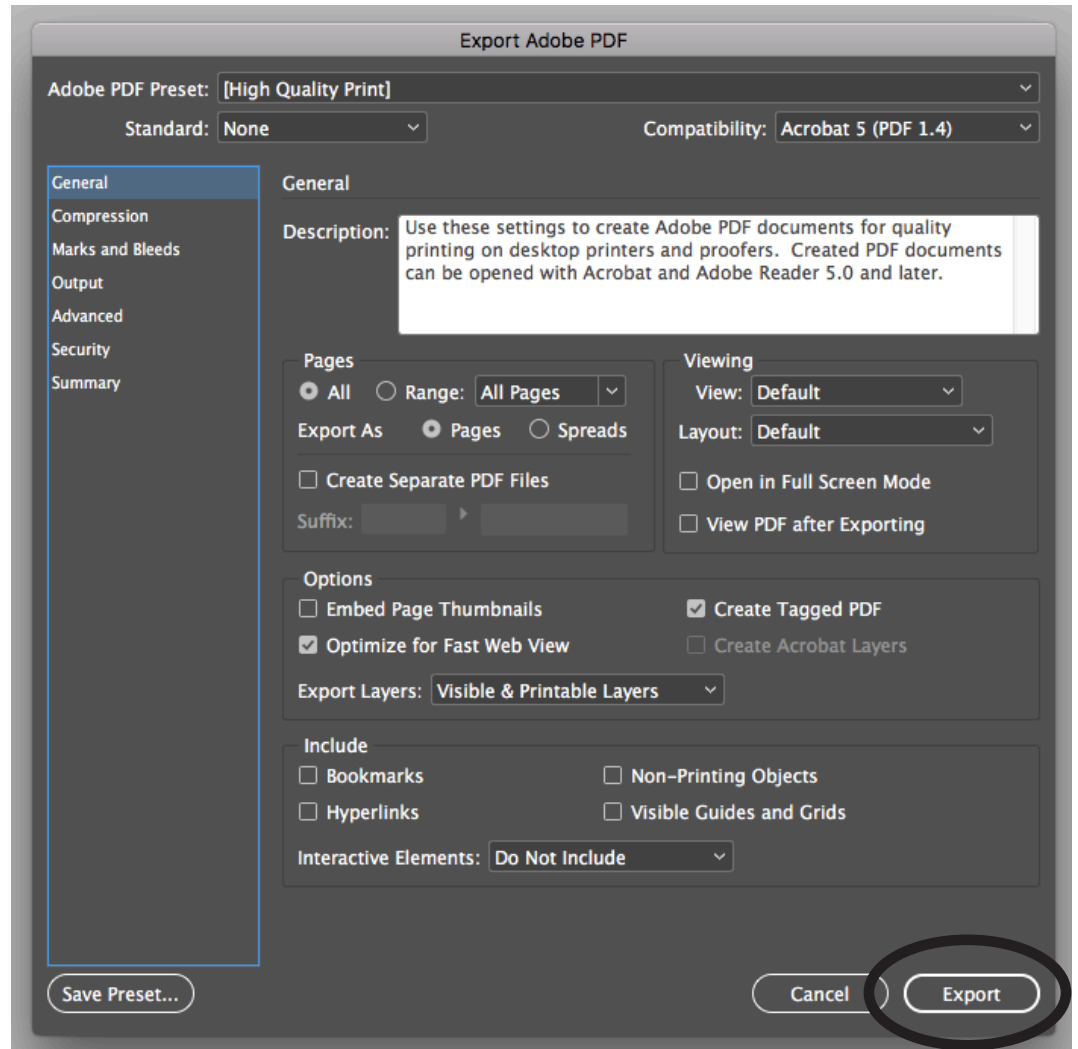 Export Adobe PDF
Adobe PDF Preset: [High Quality Print]
Standard: None Compatibility: Acrobat 5 (PDF 1.4)
General
Compression
Marks and Bleeds
Output
Advanced
Security
Summary
General
Description: Use these settings to create Adobe PDF documents for quality
printing on desktop printers and proofers. Created PDF documents
can be opened with Acrobat and Adobe Reader 5.0 and later.
Pages
All Range: All Pages
Export As Pages Spreads
Create Separate PDF Files
Suffix:
Viewing
View: Default
Layout: Default
Open in Full Screen Mode
View PDF after Exporting
Options
Embed Page Thumbnails Create Tagged PDF
Optimize for Fast Web View Create Acrobat Layers
Export Layers: Visible & Printable Layers
Include
Bookmarks Non-Printing Objects
Hyperlinks Visible Guides and Grids
Interactive Elements: Do Not Include
Save Preset... Cancel Export